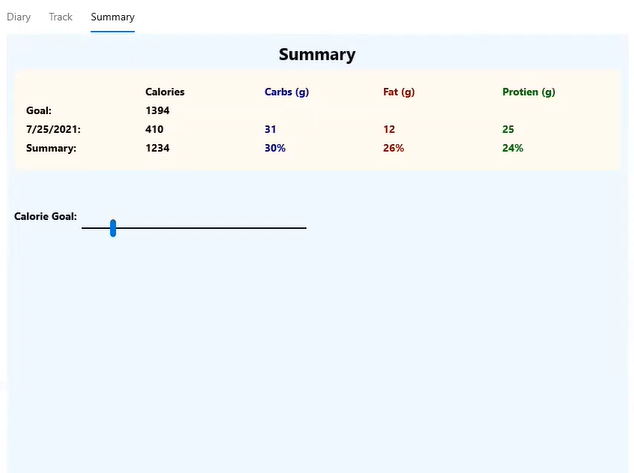 Diary Track Summary
Summary
Calories Carbs (g) Fat (g) Protien (g)
Goal: 1394
7/25/2021: 410 31 12 25
Summary: 1234 30% 26% 24%
Calorie Goal: